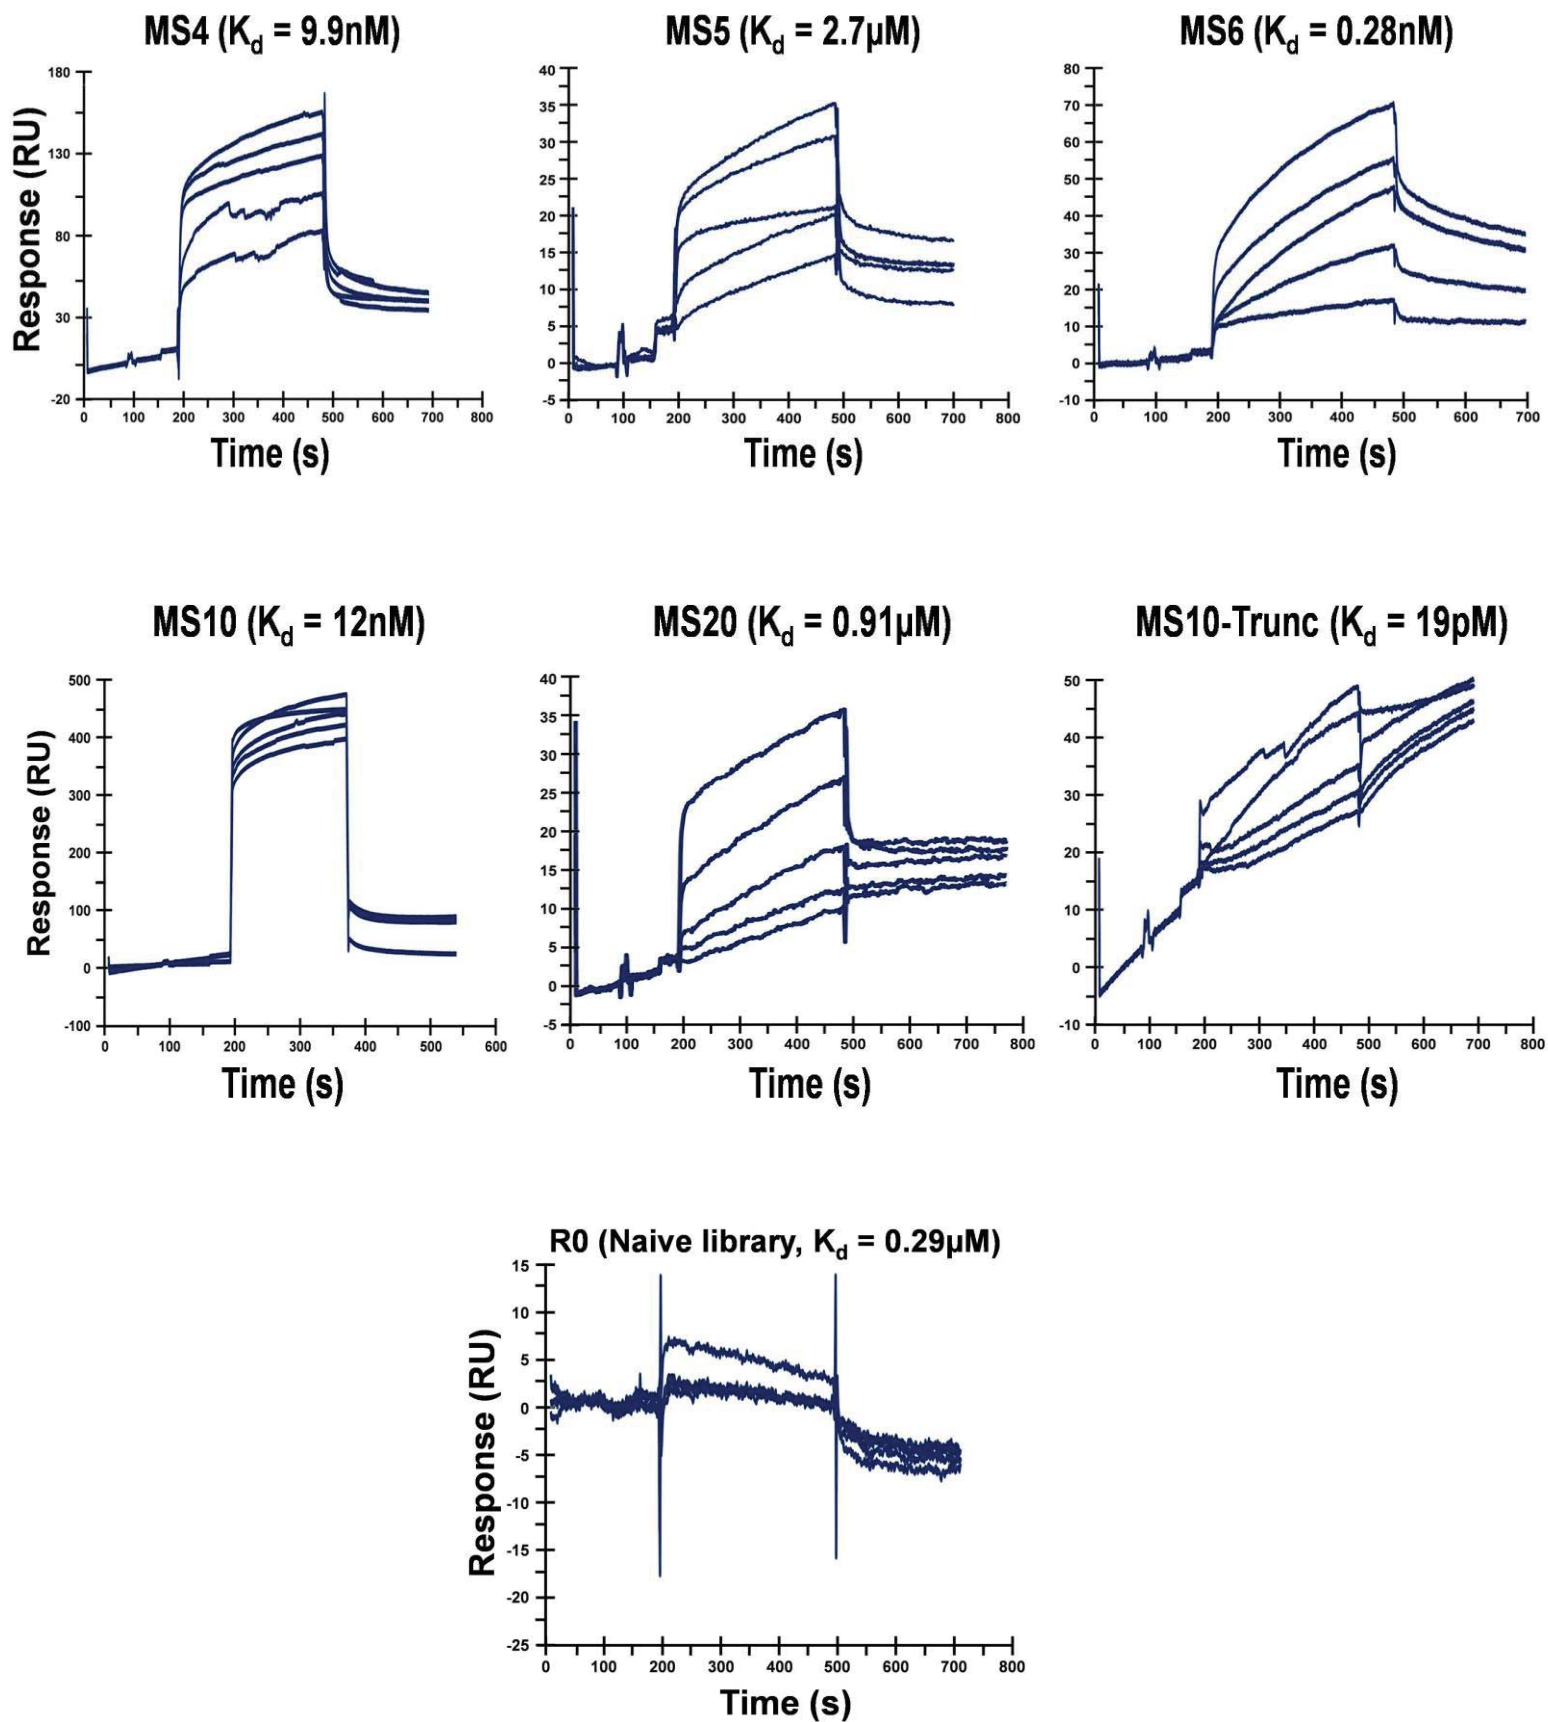 MS4 (Kd = 9.9nM)
Response (RU)
180
130
80
30
-20
0 100 200 300 400 500 600 700 800
Time (s)
MS5 (Kd = 2.7µM)
40
35
30
25
20
15
10
5
0
-5
0 100 200 300 400 500 600 700 800
Time (s)
MS6 (Kd = 0.28nM)
80
70
60
50
40
30
20
10
0
-10
0 100 200 300 400 500 600 700
Time (s)
MS10 (Kd = 12nM)
Response (RU)
500
400
300
200
100
0
-100
0 100 200 300 400 500 600
Time (s)
MS20 (Kd = 0.91µM)
40
35
30
25
20
15
10
5
0
-5
0 100 200 300 400 500 600 700 800
Time (s)
MS10-Trunc (Kd = 19pM)
50
40
30
20
10
0
-10
0 100 200 300 400 500 600 700 800
Time (s)
R0 (Naive library, Kd = 0.29µM)
Response (RU)
15
10
5
0
-5
-10
-15
-20
-25
0 100 200 300 400 500 600 700 800
Time (s)